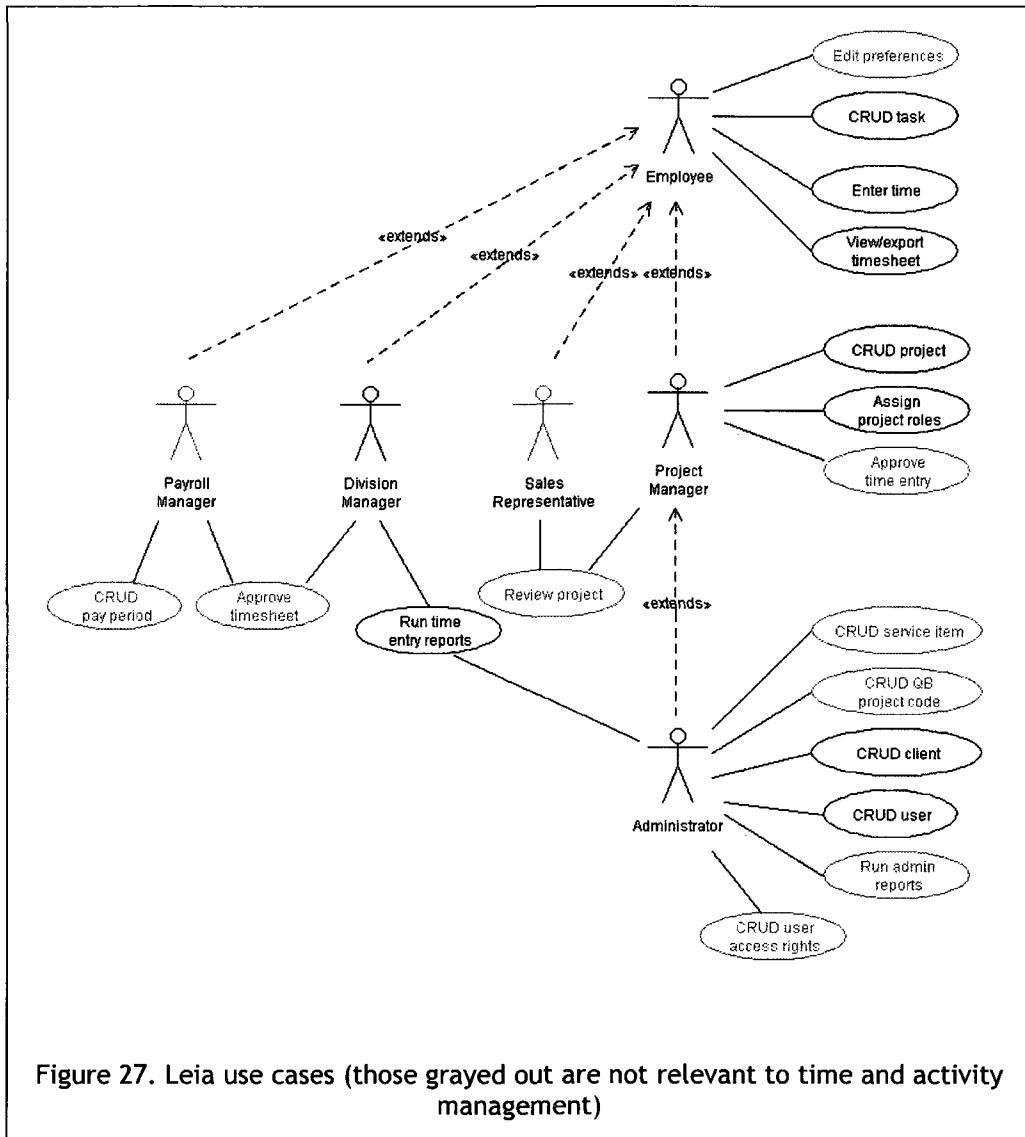 Edit preferences
CRUD task
Employee
Enter time
«extends»
«extends»
View/export
timesheet
«extends»
«extends»
CRUD project
Assign
project roles
Approve
time entry
Payroll
Manager
Division
Manager
Sales
Representative
Project
Manager
CRUD
pay period
Approve
timesheet
Run time
entry reports
Review project
«extends»
CRUD service item
CRUD QB
project code
CRUD client
Administrator
CRUD user
Run admin
reports
CRUD user
access rights
Figure 27. Leia use cases (those grayed out are not relevant to time and activity
management)